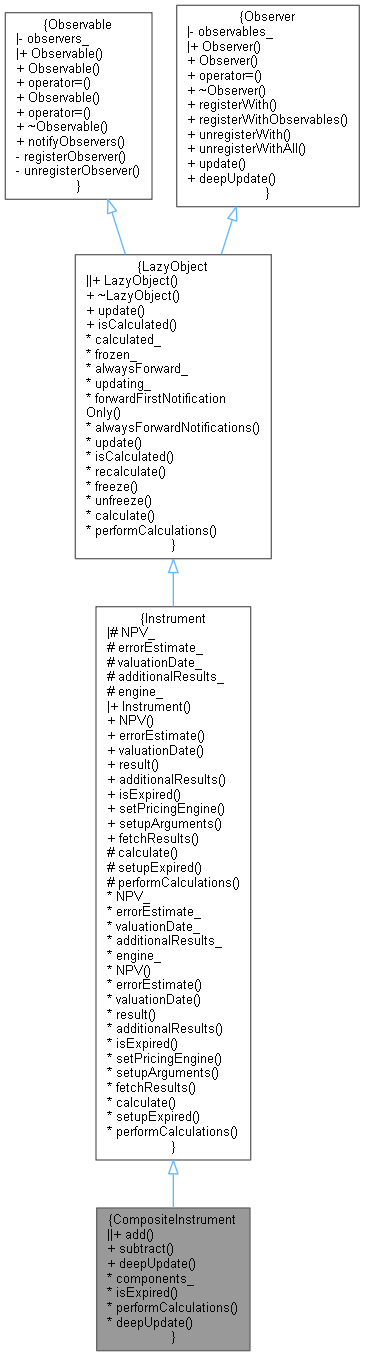 {Observable
|- observers_
|+ Observable()
+ Observable()
+ operator=()
+ Observable()
+ operator=()
+ ~Observable()
+ notifyObservers()
- registerObserver()
- unregisterObserver()
}
{Observer
|- observables_
|+ Observer()
+ Observer()
+ operator=()
+ ~Observer()
+ registerWith()
+ registerWithObservables()
+ unregisterWith()
+ unregisterWithAll()
+ update()
+ deepUpdate()
}
{LazyObject
||+ LazyObject()
+ ~LazyObject()
+ update()
+ isCalculated()
* calculated_
* frozen_
* alwaysForward_
* updating_
* forwardFirstNotification
Only()
* alwaysForwardNotifications()
* update()
* isCalculated()
* recalculate()
* freeze()
* unfreeze()
* calculate()
* performCalculations()
}
{Instrument
|# NPV_
# errorEstimate_
# valuationDate_
# additionalResults_
# engine_
|+ Instrument()
+ NPV()
+ errorEstimate()
+ valuationDate()
+ result()
+ additionalResults()
+ isExpired()
+ setPricingEngine()
+ setupArguments()
+ fetchResults()
# calculate()
# setupExpired()
# performCalculations()
* NPV_
* errorEstimate_
* valuationDate_
* additionalResults_
* engine_
* NPV()
* errorEstimate()
* valuationDate()
* result()
* additionalResults()
* isExpired()
* setPricingEngine()
* setupArguments()
* fetchResults()
* calculate()
* setupExpired()
* performCalculations()
}
{CompositeInstrument
||+ add()
+ subtract()
+ deepUpdate()
* components_
* isExpired()
* performCalculations()
* deepUpdate()
}